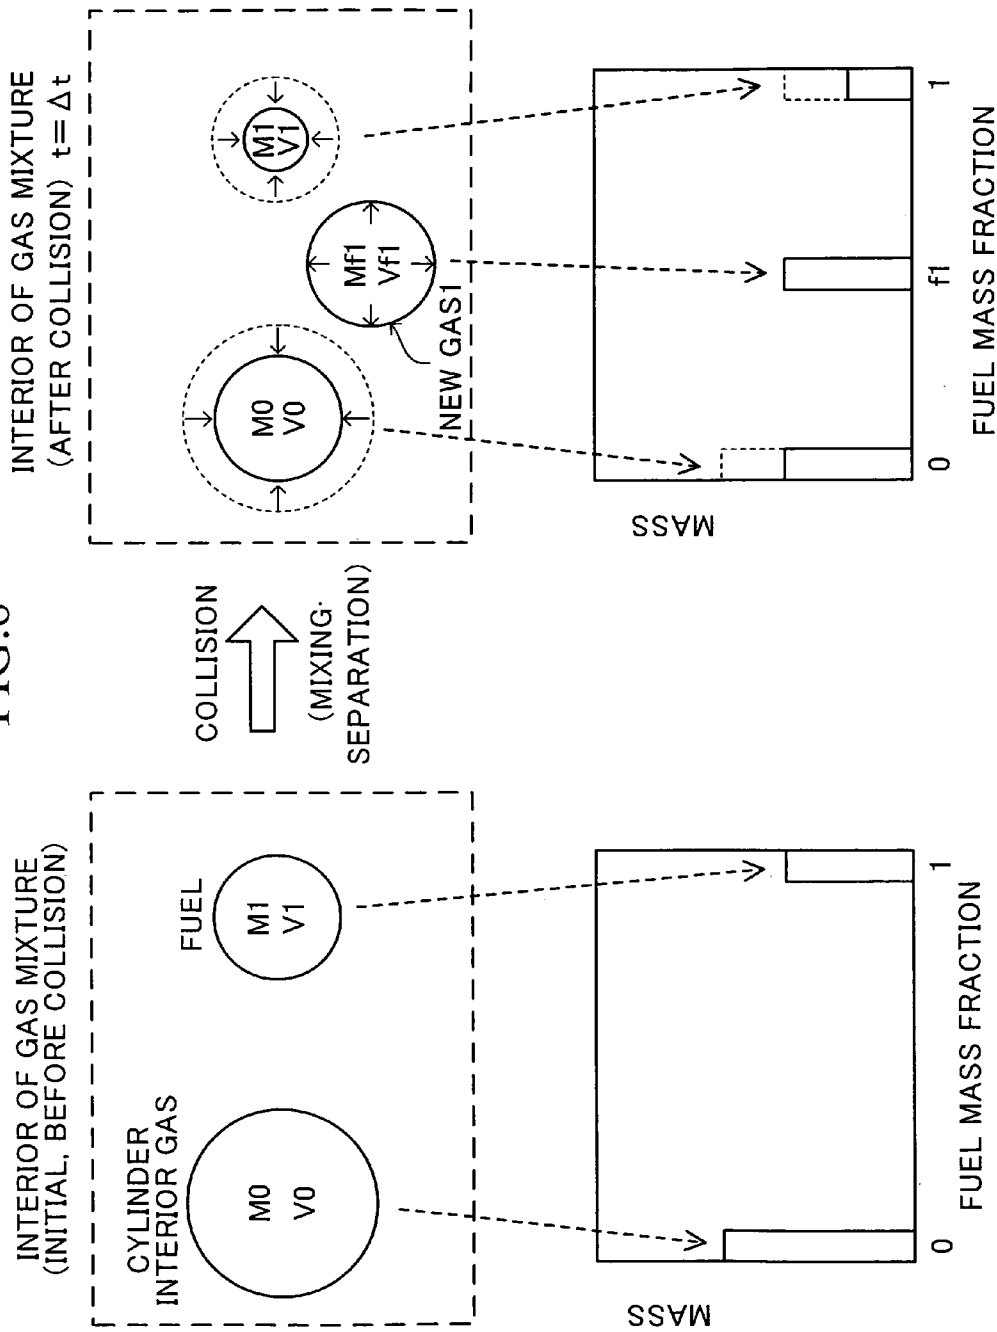 INTERIOR OF GAS MIXTURE
(INITIAL, BEFORE COLLISION)
CYLINDER
INTERIOR GAS
M0
V0
FUEL
M1
V1
MASS
0
1
FUEL MASS FRACTION
COLLISION
(MIXING·
SEPARATION)
INTERIOR OF GAS MIXTURE
(AFTER COLLISION) t=Δt
M0
V0
Mf1
Vf1
M1
V1
NEW GAS1
MASS
0
f1
1
FUEL MASS FRACTION